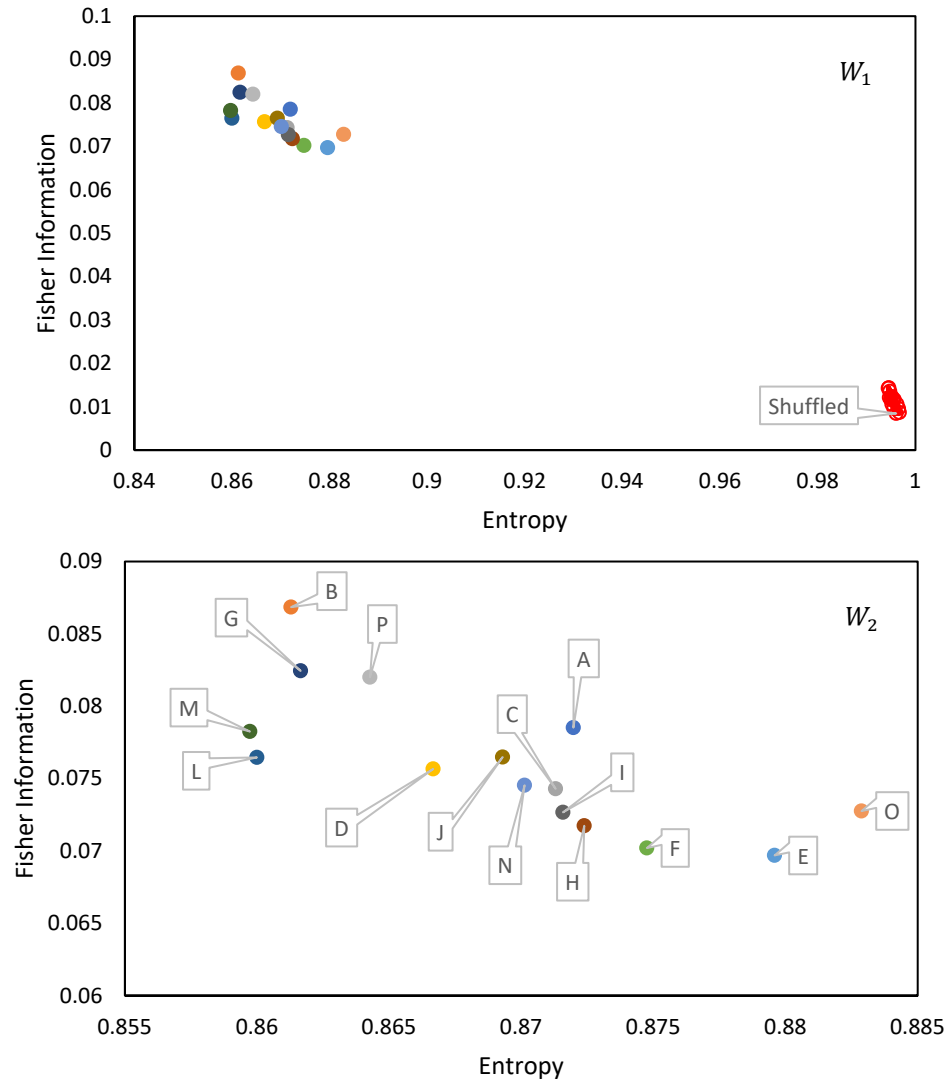 0.1
W₁
0.09
0.08
0.07
0.06
0.05
0.04
0.03
0.02
0.01
0
Fisher Information
Shuffled
0.84 0.86 0.88 0.9 0.92 0.94 0.96 0.98 1
Entropy
0.09
W₂
0.085
0.08
0.075
0.07
0.065
0.06
Fisher Information
B
G
P
A
M
C
L
I
D
J
N
H
F
E
O
0.855 0.86 0.865 0.87 0.875 0.88 0.885
Entropy